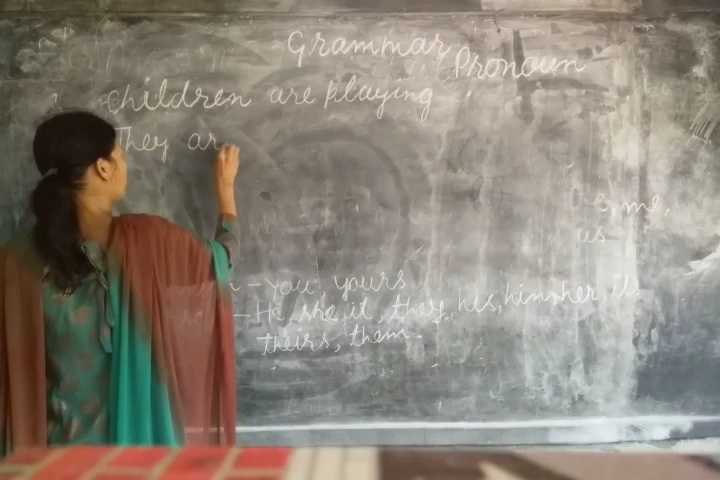 Grammar Pronoun
children are playing
They ar
me,
us
- You, yours
- He, she, it, they, his, him, her, its
theirs, them